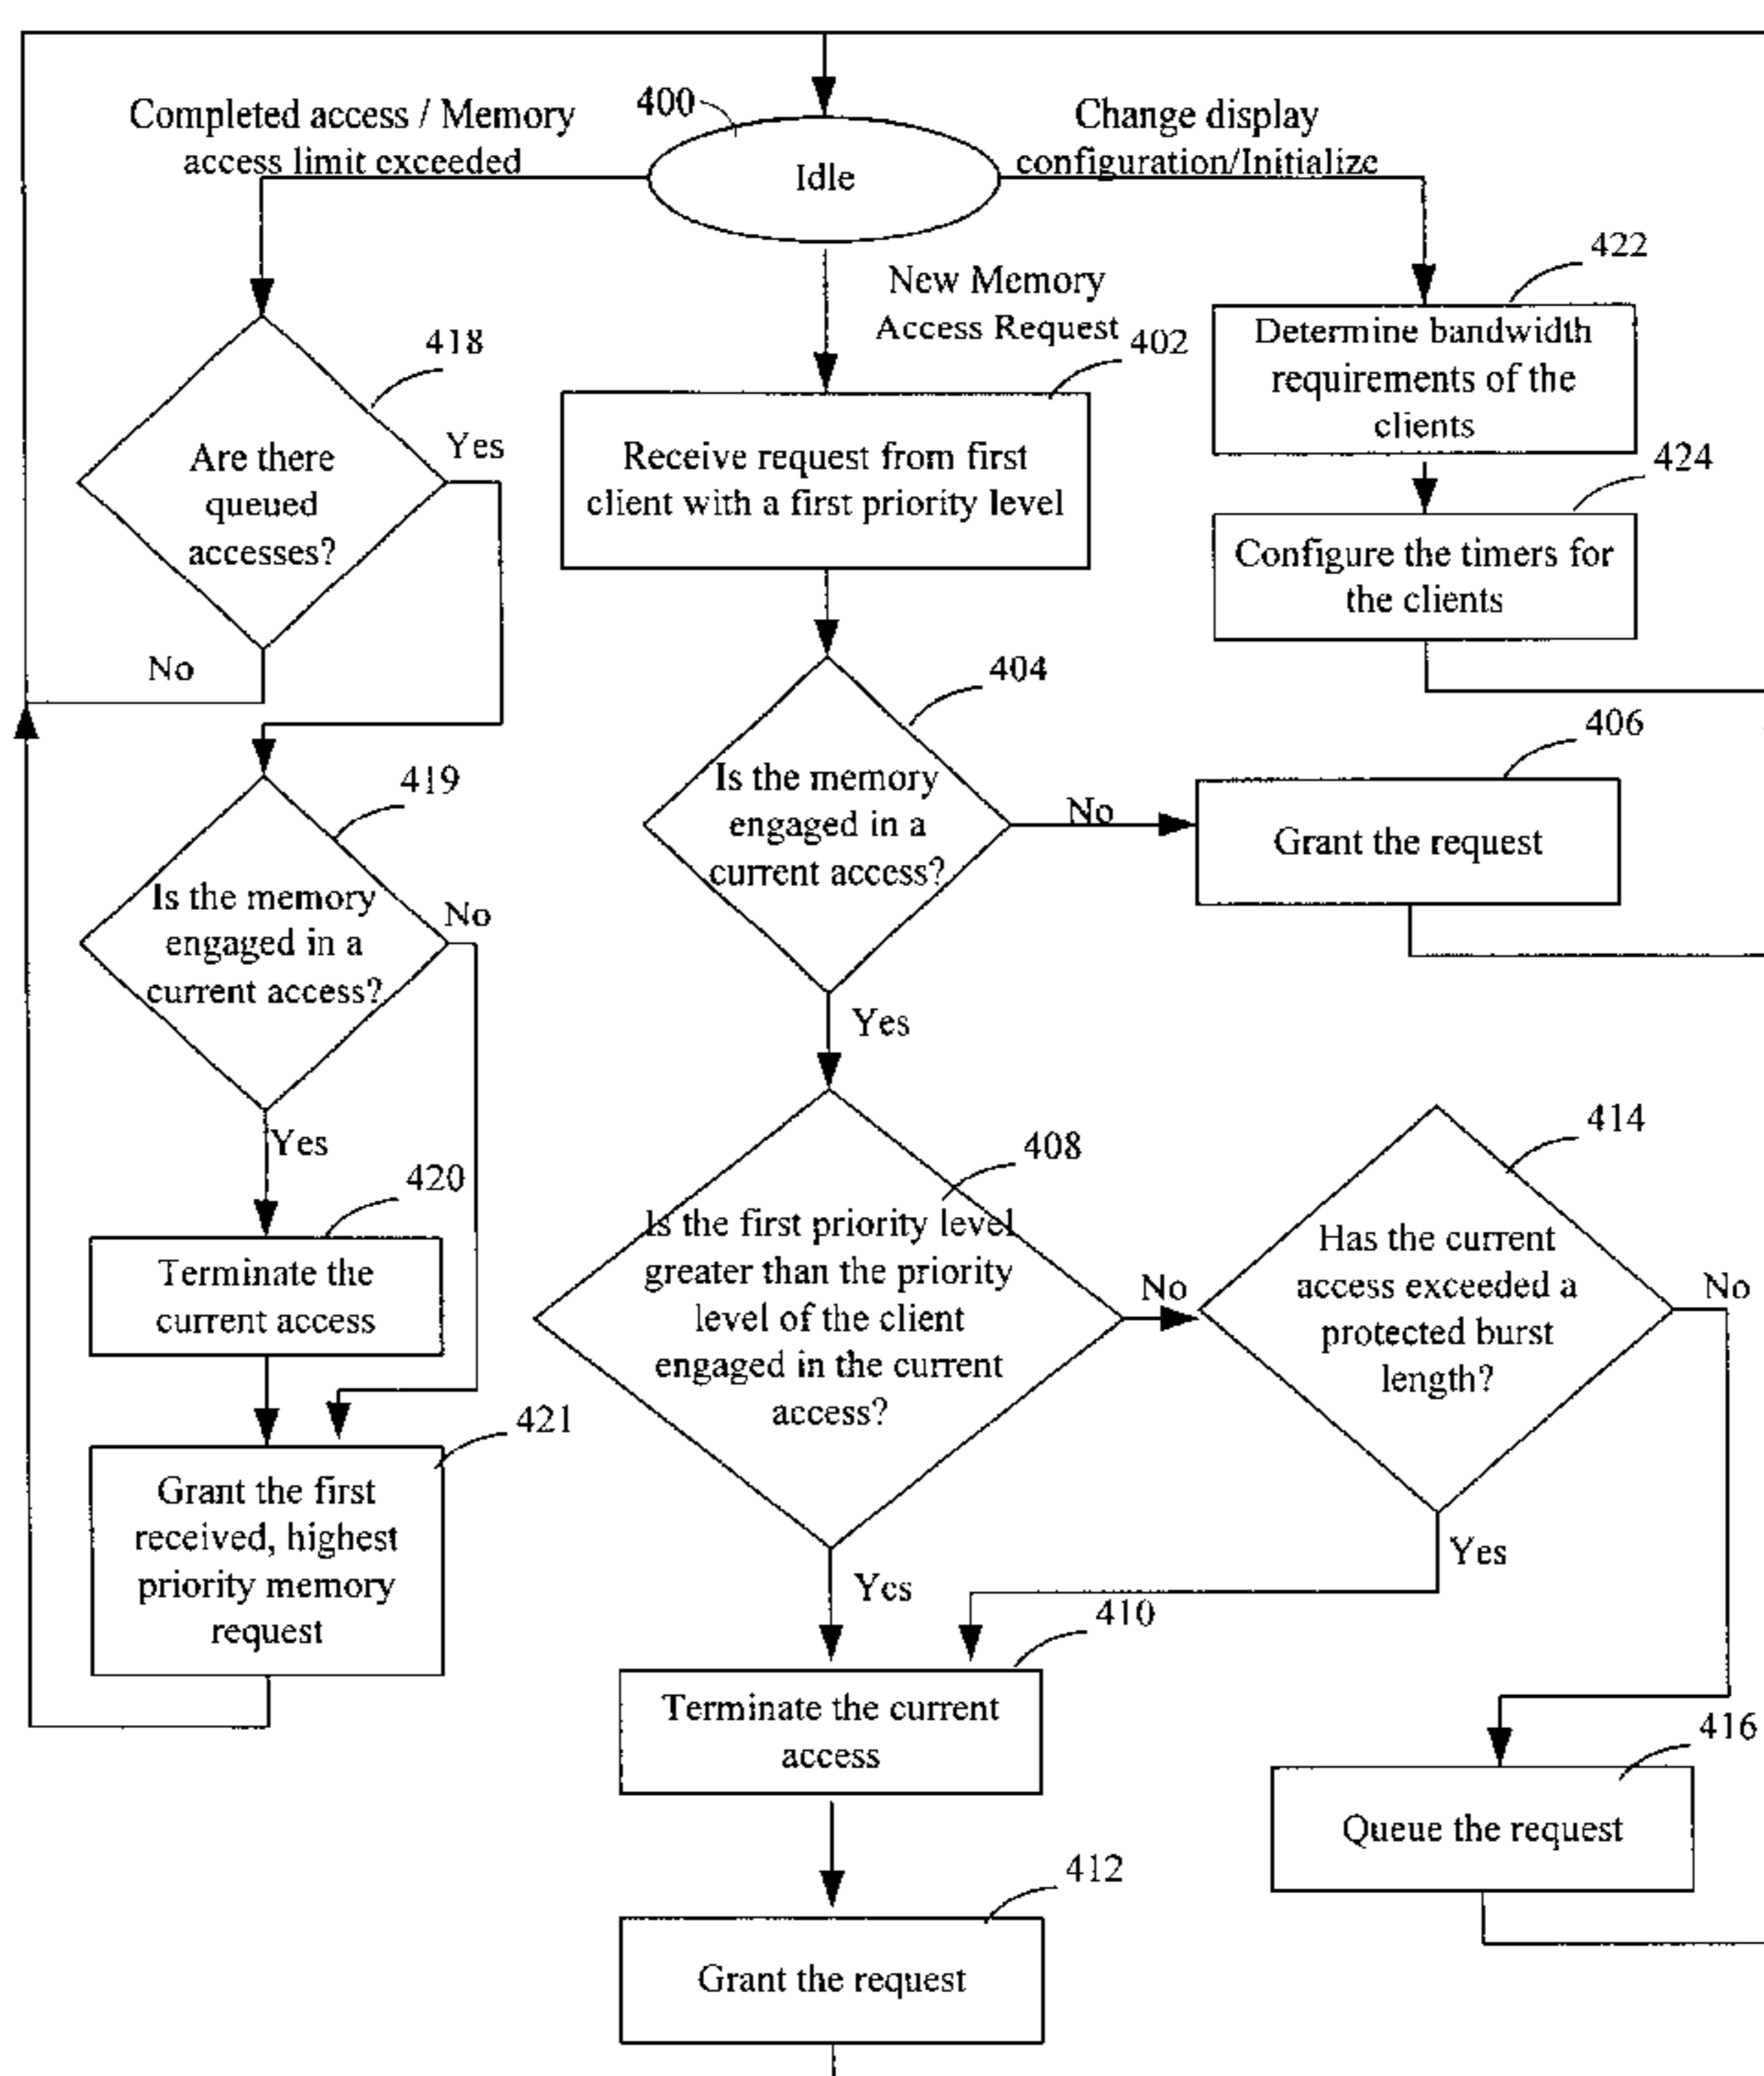 Completed access / Memory
access limit exceeded
400
Idle
Change display
configuration/Initialize
New Memory
Access Request
422
Determine bandwidth
requirements of the
clients
418
Are there
queued
accesses?
Yes
No
402
Receive request from first
client with a first priority level
424
Configure the timers for
the clients
404
Is the memory
engaged in a
current access?
No
Yes
406
Grant the request
419
Is the memory
engaged in a
current access?
No
Yes
420
Terminate the
current access
421
Grant the first
received, highest
priority memory
request
408
Is the first priority level
greater than the priority
level of the client
engaged in the current
access?
No
Yes
414
Has the current
access exceeded a
protected burst
length?
No
Yes
410
Terminate the current
access
416
Queue the request
412
Grant the request